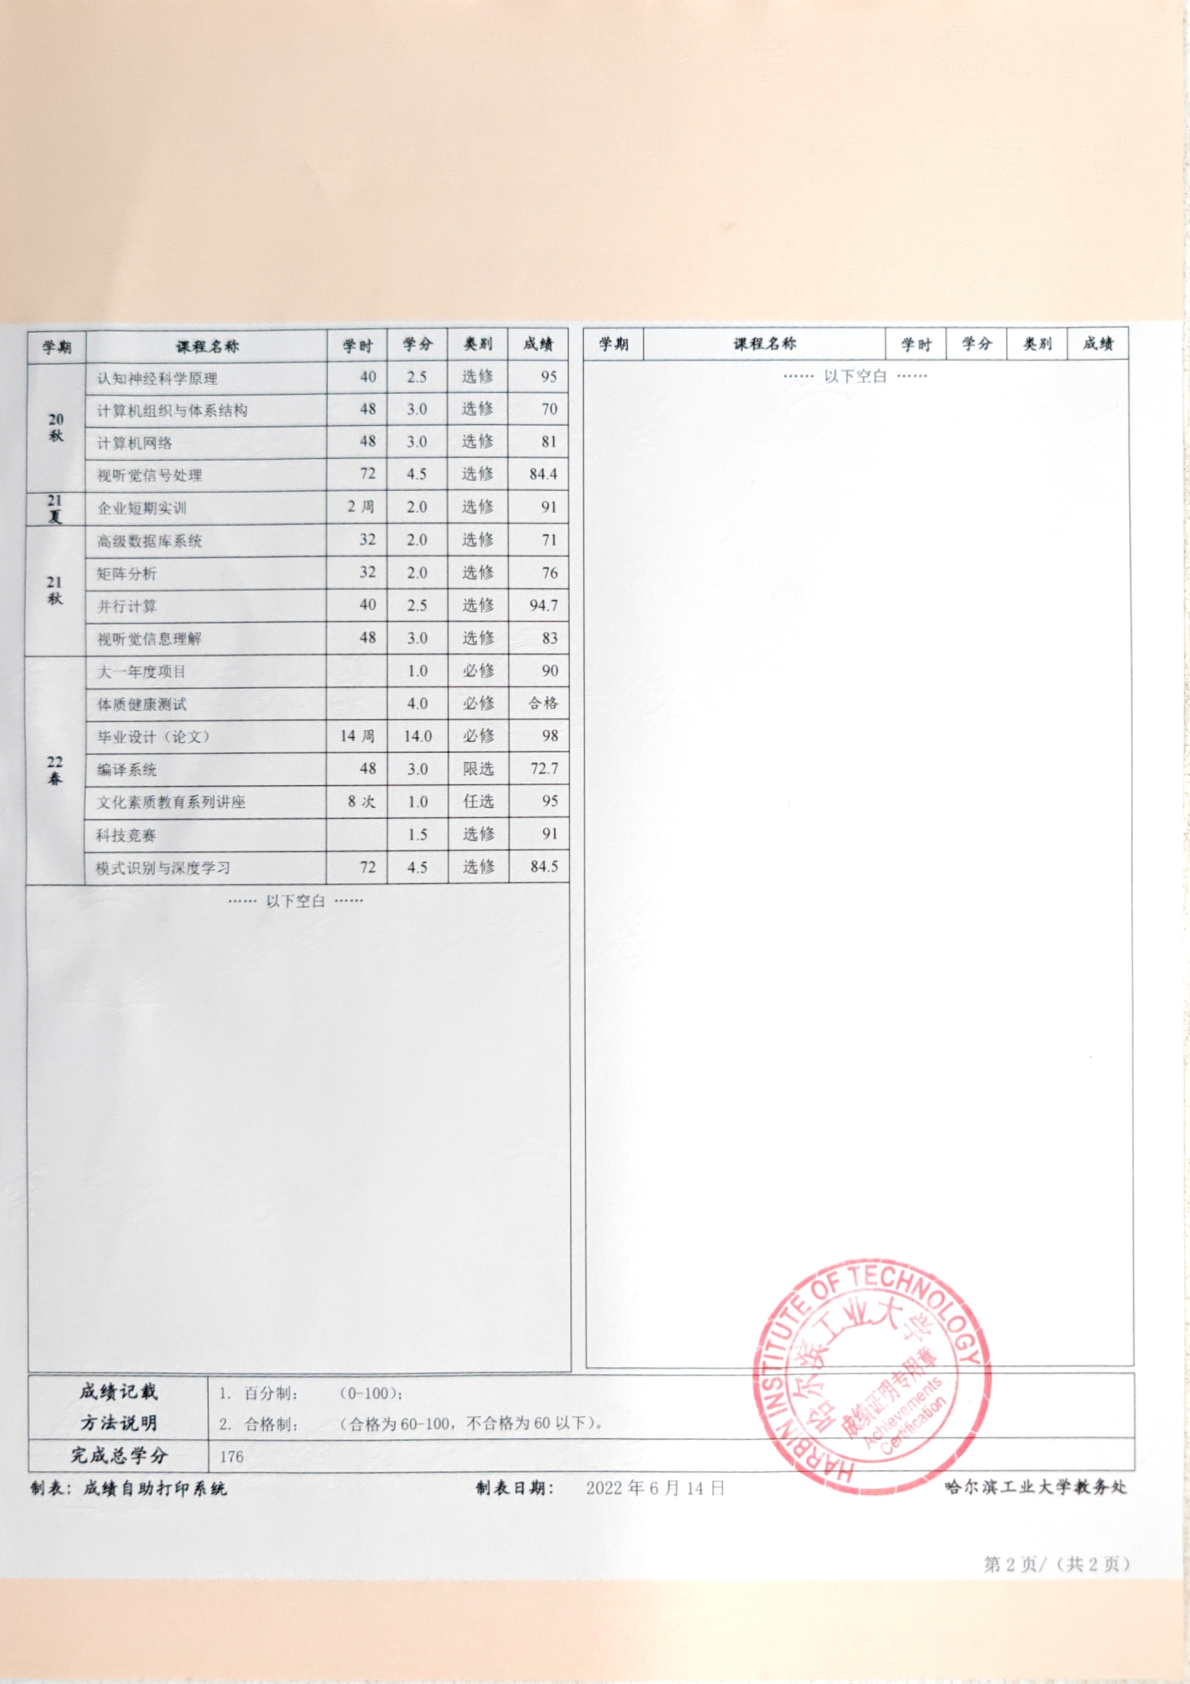 学期 课程名称 学时 学分 类别 成绩
20秋 认知神经科学原理 40 2.5 选修 95
计算机组织与体系结构 48 3.0 选修 70
计算机网络 48 3.0 选修 81
视听觉信号处理 72 4.5 选修 84.4
21夏 企业短期实训 2 周 2.0 选修 91
21秋 高级数据库系统 32 2.0 选修 71
矩阵分析 32 2.0 选修 76
并行计算 40 2.5 选修 94.7
视听觉信息理解 48 3.0 选修 83
22春 大一年度项目 1.0 必修 90
体质健康测试 4.0 必修 合格
毕业设计（论文） 14 周 14.0 必修 98
编译系统 48 3.0 限选 72.7
文化素质教育系列讲座 8 次 1.0 任选 95
科技竞赛 1.5 选修 91
模式识别与深度学习 72 4.5 选修 84.5
…… 以下空白 ……
学期 课程名称 学时 学分 类别 成绩
…… 以下空白 ……
HARBIN INSTITUTE OF TECHNOLOGY
哈尔滨工业大学
成绩证明专用章
Achievements
Certification
成绩记载
方法说明
1. 百分制： （0-100）；
2. 合格制： （合格为60-100，不合格为60以下）。
完成总学分 176
制表：成绩自助打印系统 制表日期： 2022 年 6 月 14 日 哈尔滨工业大学教务处
第 2 页/（共 2 页）